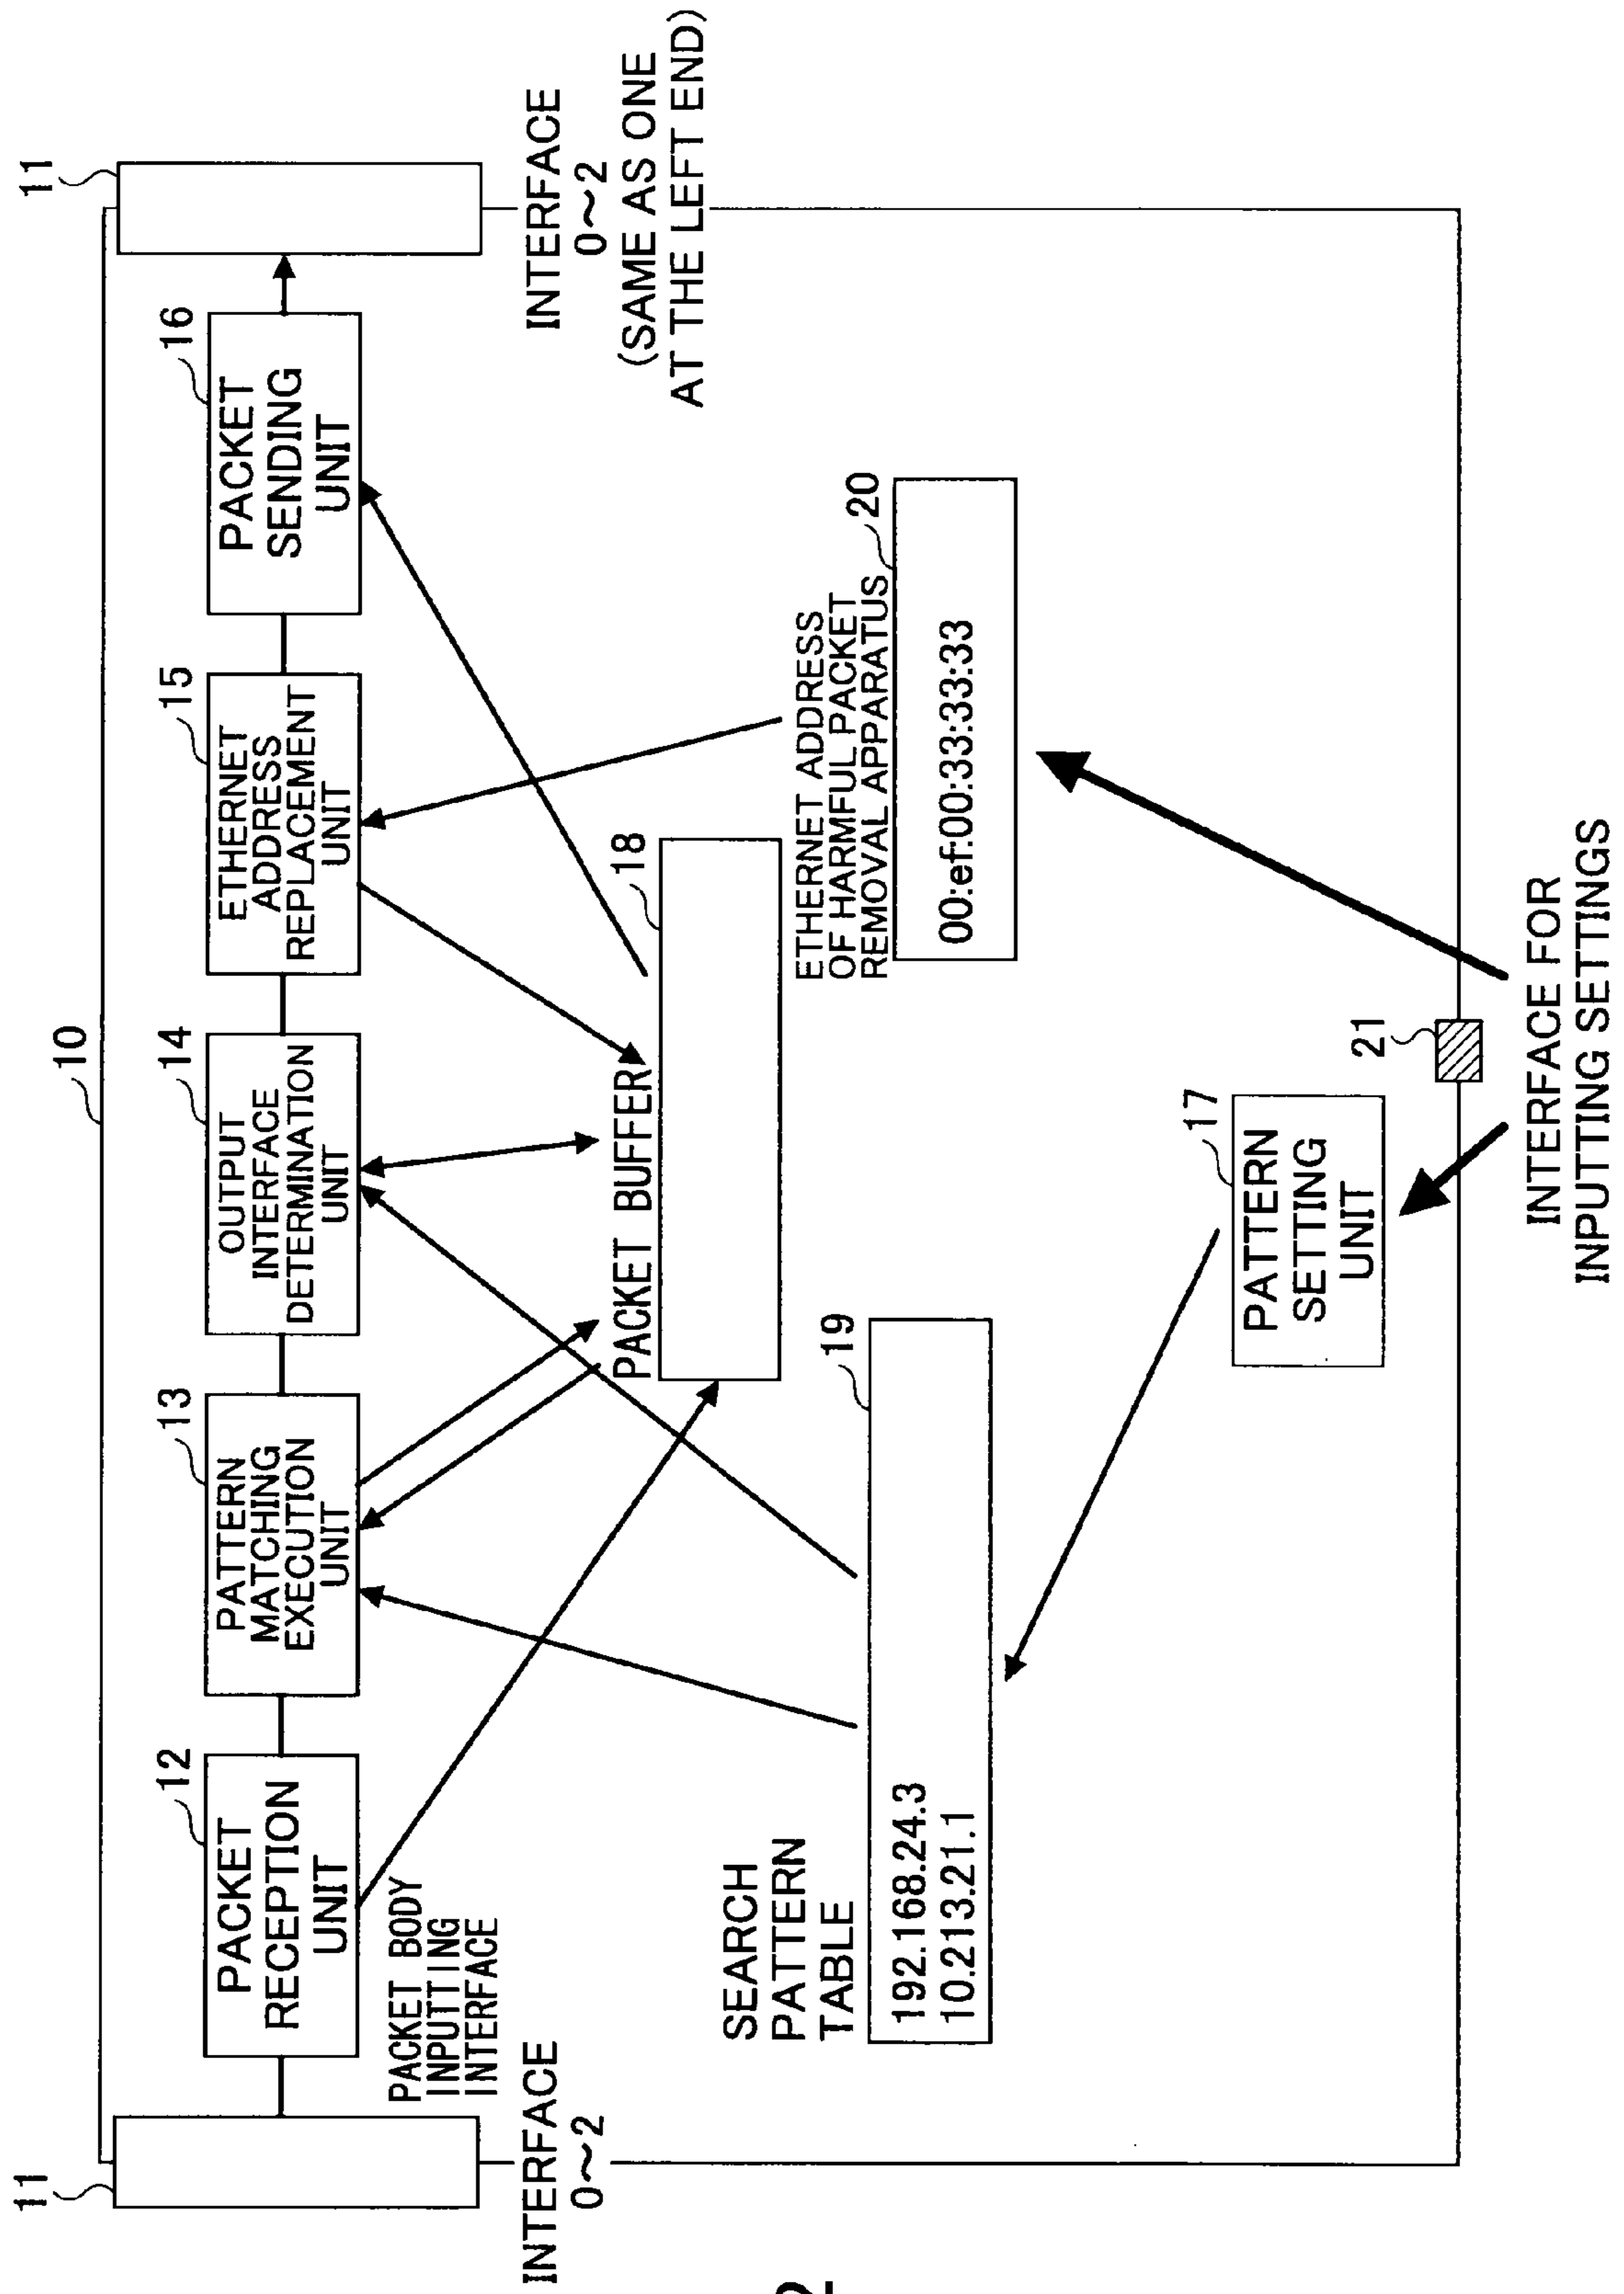 10
11
11
12
PACKET
RECEPTION
UNIT
13
PATTERN
MATCHING
EXECUTION
UNIT
14
OUTPUT
INTERFACE
DETERMINATION
UNIT
15
ETHERNET
ADDRESS
REPLACEMENT
UNIT
16
PACKET
SENDING
UNIT
PACKET BODY
INPUTTING
INTERFACE
INTERFACE
0~2
INTERFACE
0~2
(SAME AS ONE
AT THE LEFT END)
PACKET BUFFER
18
SEARCH
PATTERN
TABLE
19
192.168.24.3
10.213.21.1
ETHERNET ADDRESS
OF HARMFUL PACKET
REMOVAL APPARATUS
20
00:ef:00:33:33:33
17
PATTERN
SETTING
UNIT
21
INTERFACE FOR
INPUTTING SETTINGS